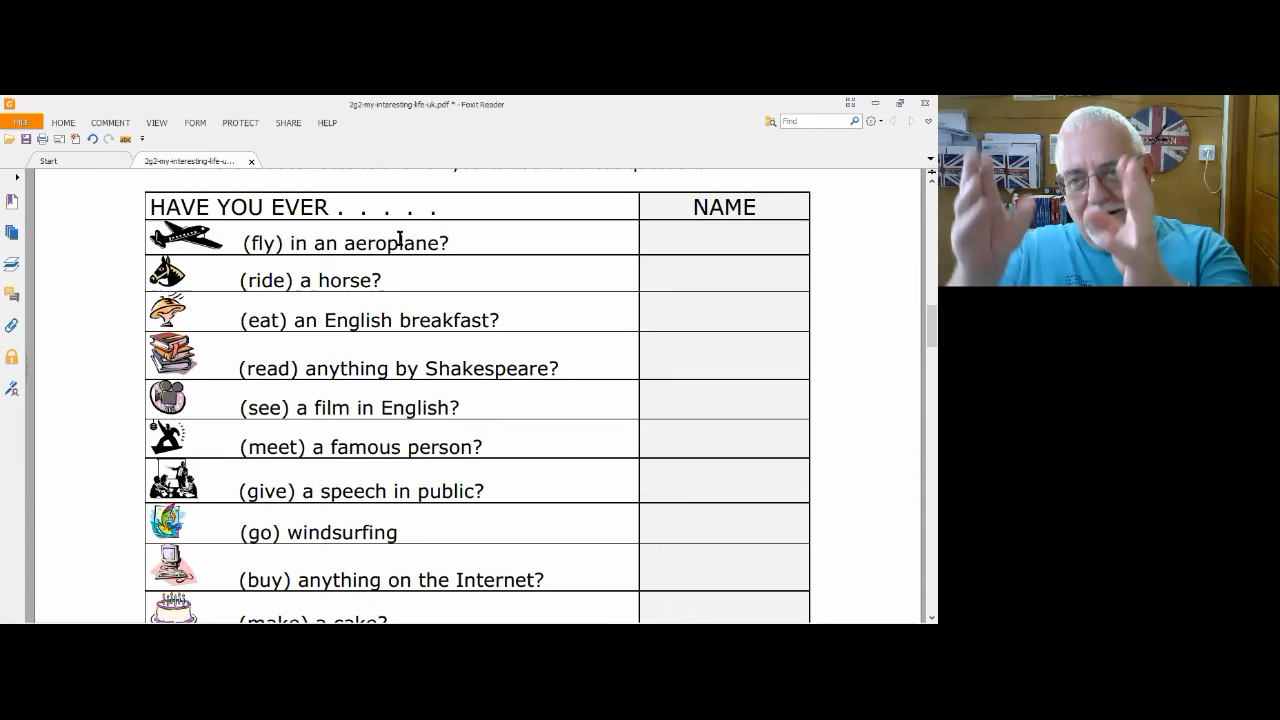 2g2-my-interesting-life-uk.pdf * - Foxit Reader
FILE HOME COMMENT VIEW FORM PROTECT SHARE HELP
Find
Start 2g2-my-interesting-life-u...
HAVE YOU EVER . . . . . NAME
(fly) in an aeroplane?
(ride) a horse?
(eat) an English breakfast?
(read) anything by Shakespeare?
(see) a film in English?
(meet) a famous person?
(give) a speech in public?
(go) windsurfing
(buy) anything on the Internet?
(make) a cake?